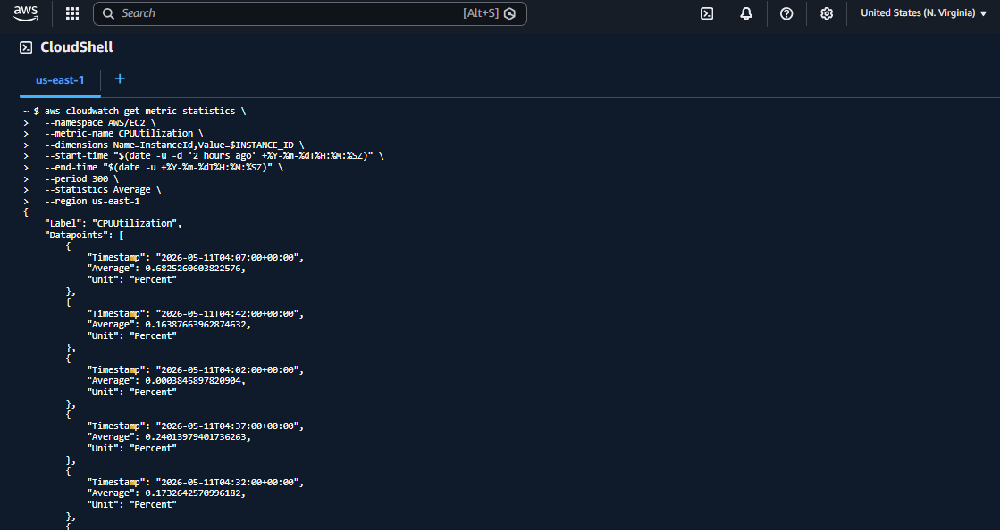 aws
Search
[Alt+S]
United States (N. Virginia)
CloudShell
us-east-1
+
~ $ aws cloudwatch get-metric-statistics \
>   --namespace AWS/EC2 \
>   --metric-name CPUUtilization \
>   --dimensions Name=InstanceId,Value=$INSTANCE_ID \
>   --start-time "$(date -u -d '2 hours ago' +%Y-%m-%dT%H:%M:%SZ)" \
>   --end-time "$(date -u +%Y-%m-%dT%H:%M:%SZ)" \
>   --period 300 \
>   --statistics Average \
>   --region us-east-1
{
    "Label": "CPUUtilization",
    "Datapoints": [
        {
            "Timestamp": "2026-05-11T04:07:00+00:00",
            "Average": 0.6825260603822576,
            "Unit": "Percent"
        },
        {
            "Timestamp": "2026-05-11T04:42:00+00:00",
            "Average": 0.16387663962874632,
            "Unit": "Percent"
        },
        {
            "Timestamp": "2026-05-11T04:02:00+00:00",
            "Average": 0.0003845897820904,
            "Unit": "Percent"
        },
        {
            "Timestamp": "2026-05-11T04:37:00+00:00",
            "Average": 0.24013979401736263,
            "Unit": "Percent"
        },
        {
            "Timestamp": "2026-05-11T04:32:00+00:00",
            "Average": 0.1732642570996182,
            "Unit": "Percent"
        },
        {